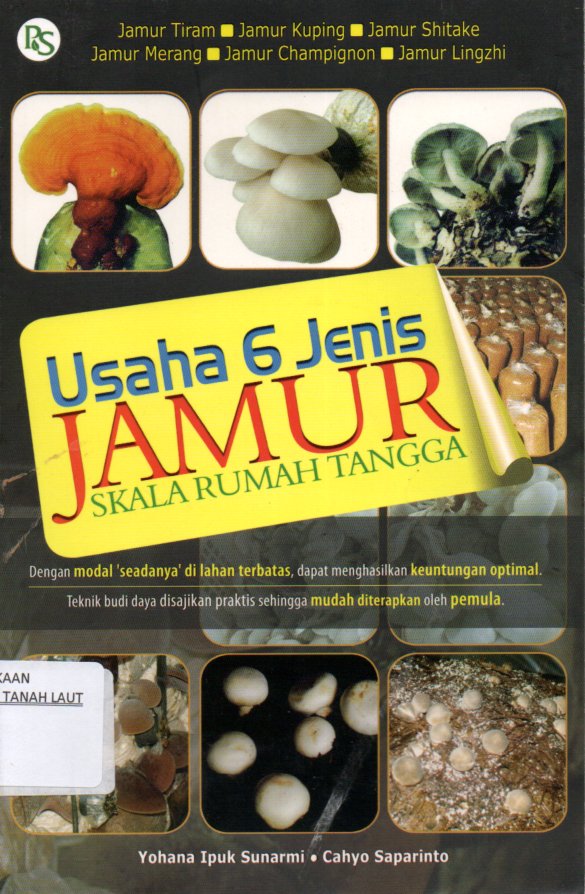 PS
Jamur Tiram ■ Jamur Kuping ■ Jamur Shitake
Jamur Merang ■ Jamur Champignon ■ Jamur Lingzhi
Usaha 6 Jenis
JAMUR
SKALA RUMAH TANGGA
Dengan modal 'seadanya' di lahan terbatas, dapat menghasilkan keuntungan optimal.
Teknik budi daya disajikan praktis sehingga mudah diterapkan oleh pemula.
KAAN
TANAH LAUT
Yohana Ipuk Sunarmi • Cahyo Saparinto